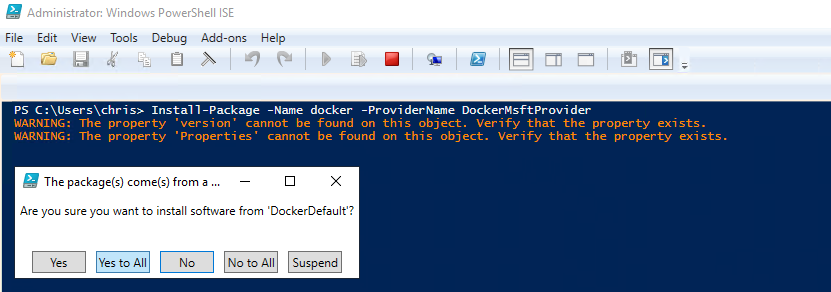 Administrator: Windows PowerShell ISE
File Edit View Tools Debug Add-ons Help
PS C:\Users\chris> Install-Package -Name docker -ProviderName DockerMsftProvider
WARNING: The property 'version' cannot be found on this object. Verify that the property exists.
WARNING: The property 'Properties' cannot be found on this object. Verify that the property exists.
The package(s) come(s) from a ...
Are you sure you want to install software from 'DockerDefault'?
Yes Yes to All No No to All Suspend